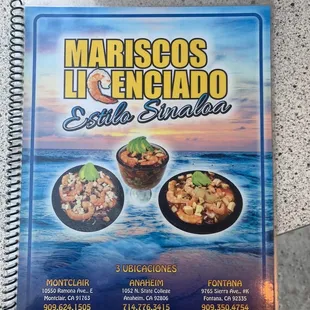 MARISCOS
LICENCIADO
Estilo Sinaloa
3 UBICACIONES
MONTCLAIR
10550 Ramona Ave., E
Montclair, CA 91763
909.624.1505
ANAHEIM
1052 N. State College
Anaheim, CA 92806
714.776.3415
FONTANA
9765 Sierra Ave., #K
Fontana, CA 92335
909.350.4754